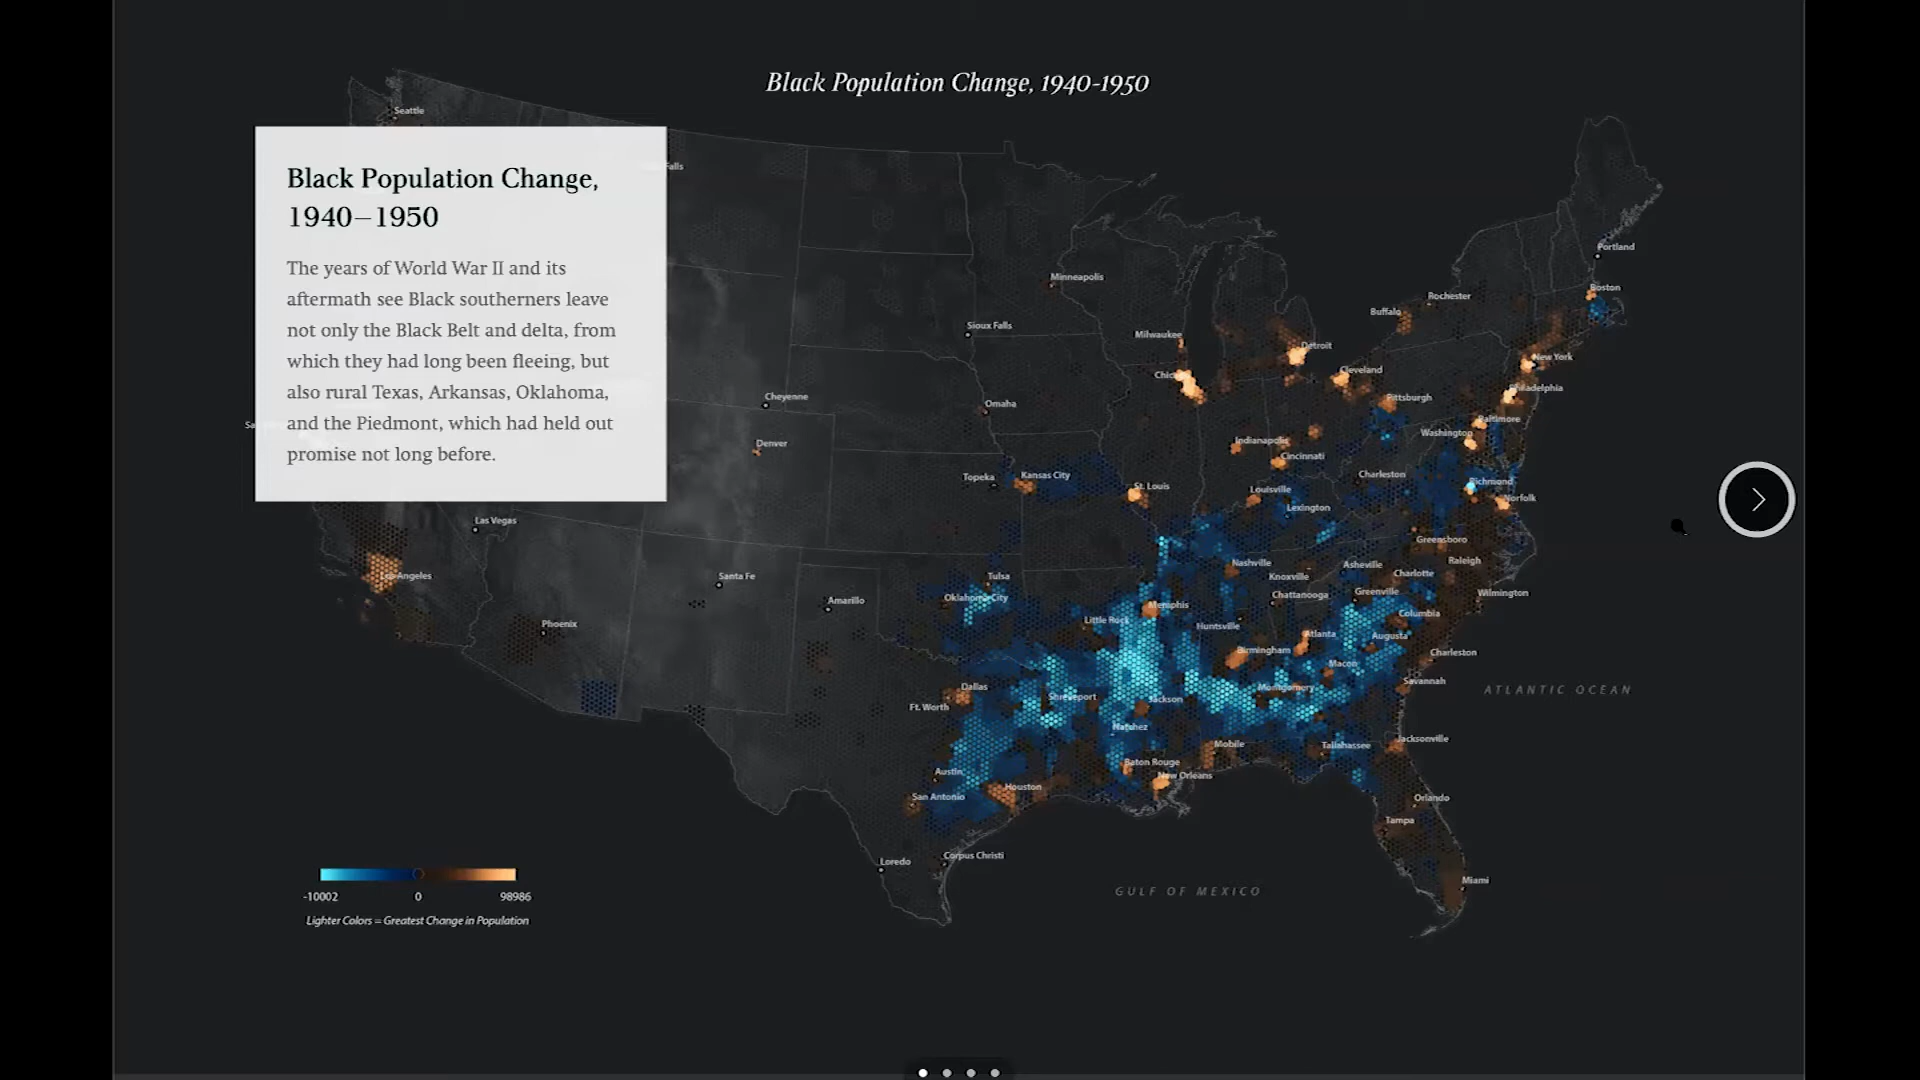 Black Population Change, 1940-1950
Seattle
Falls
Black Population Change,
1940–1950
The years of World War II and its
aftermath see Black southerners leave
not only the Black Belt and delta, from
which they had long been fleeing, but
also rural Texas, Arkansas, Oklahoma,
and the Piedmont, which had held out
promise not long before.
Portland
Minneapolis
Boston
Rochester
Buffalo
Sioux Falls
Milwaukee
Detroit
New York
Cleveland
Philadelphia
Cheyenne
Omaha
Pittsburgh
Baltimore
Washington
Denver
Indianapolis
Cincinnati
Topeka
Kansas City
Charleston
St. Louis
Louisville
Richmond
Norfolk
Lexington
Las Vegas
Greensboro
Raleigh
Nashville
Asheville
Charlotte
Los Angeles
Santa Fe
Tulsa
Knoxville
Amarillo
Oklahoma City
Chattanooga
Greenville
Wilmington
Memphis
Columbia
Little Rock
Huntsville
Phoenix
Atlanta
Augusta
Birmingham
Charleston
Macon
Savannah
Dallas
Montgomery
ATLANTIC OCEAN
Shreveport
Jackson
Ft. Worth
Natchez
Mobile
Tallahassee
Jacksonville
Baton Rouge
Austin
New Orleans
Houston
San Antonio
Orlando
Tampa
Corpus Christi
Loredo
Miami
GULF OF MEXICO
-10002 0 98986
Lighter Colors = Greatest Change in Population